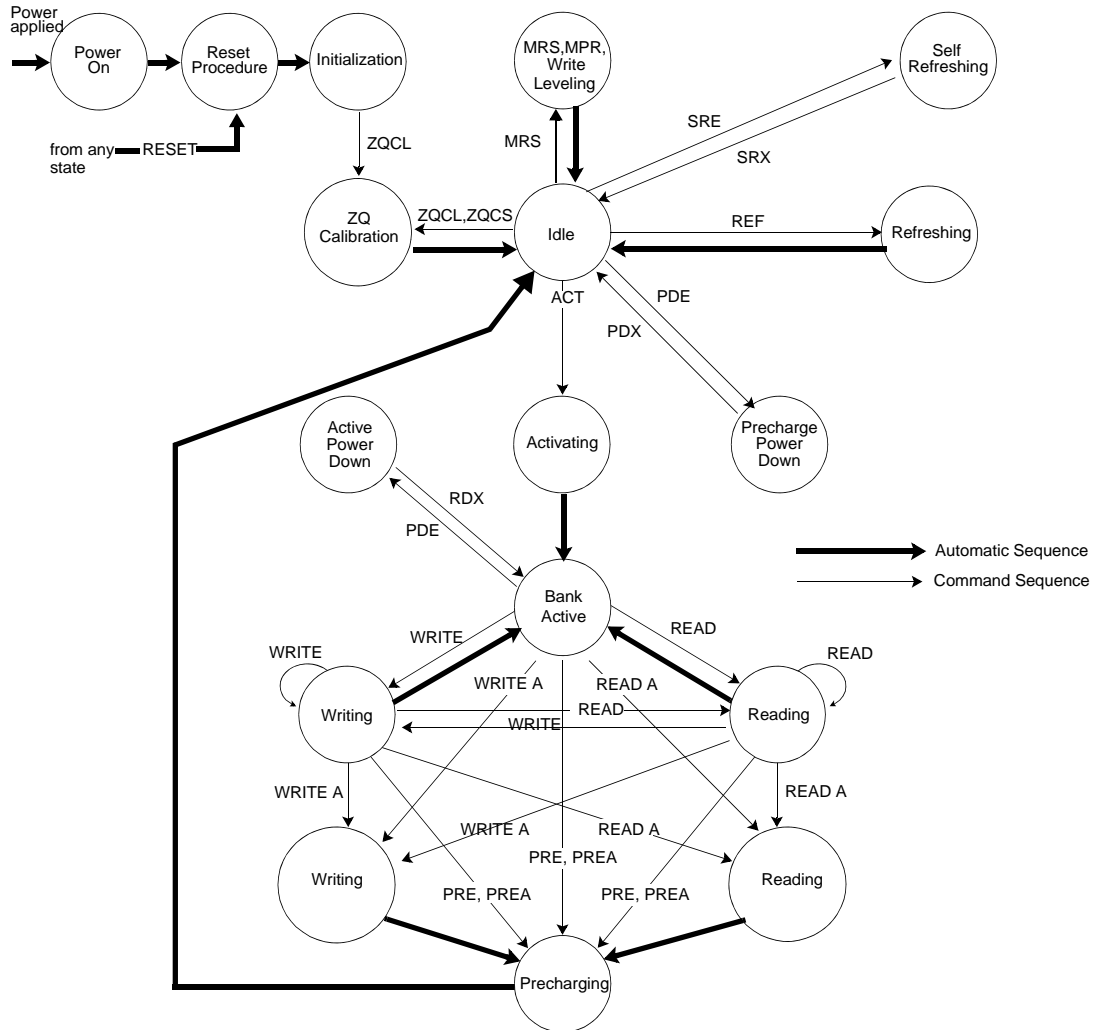 Power
applied
Power
On
Reset
Procedure
Initialization
MRS,MPR,
Write
Leveling
Self
Refreshing
from any
state
RESET
ZQCL
MRS
SRE
SRX
ZQ
Calibration
ZQCL,ZQCS
Idle
REF
Refreshing
ACT
PDE
PDX
Active
Power
Down
Activating
Precharge
Power
Down
RDX
PDE
Automatic Sequence
Command Sequence
Bank
Active
WRITE
READ
WRITE
READ
WRITE A
READ A
Writing
READ
WRITE
Reading
WRITE A
READ A
WRITE A
READ A
PRE, PREA
Writing
PRE, PREA
PRE, PREA
Reading
Precharging